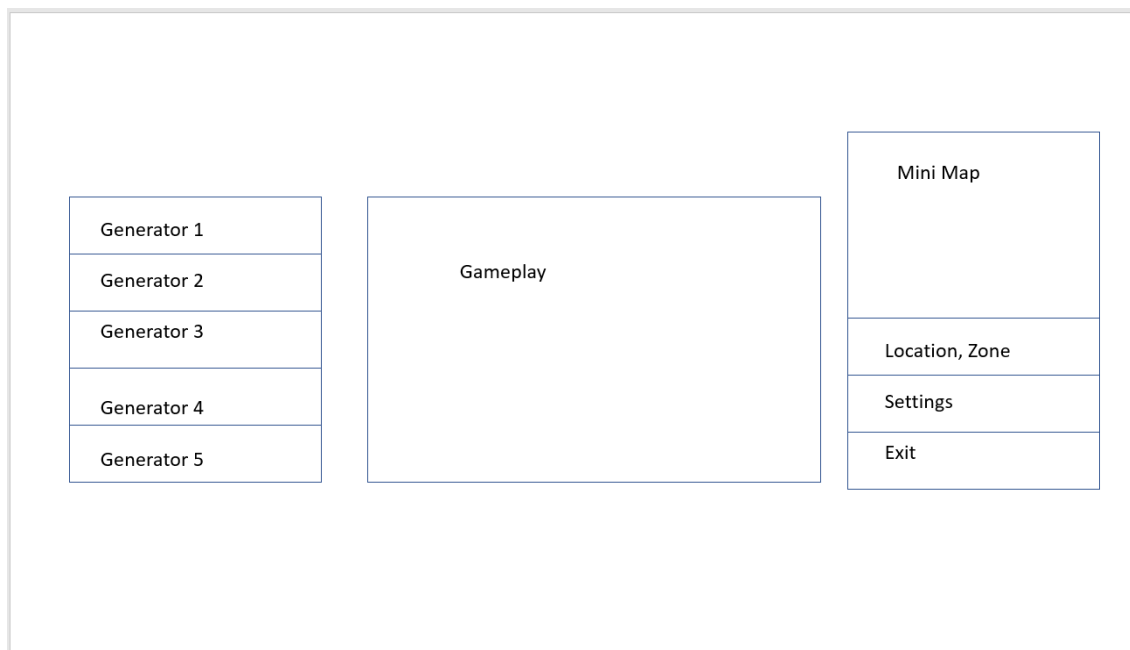 Generator 1
Generator 2
Generator 3
Generator 4
Generator 5
Gameplay
Mini Map
Location, Zone
Settings
Exit